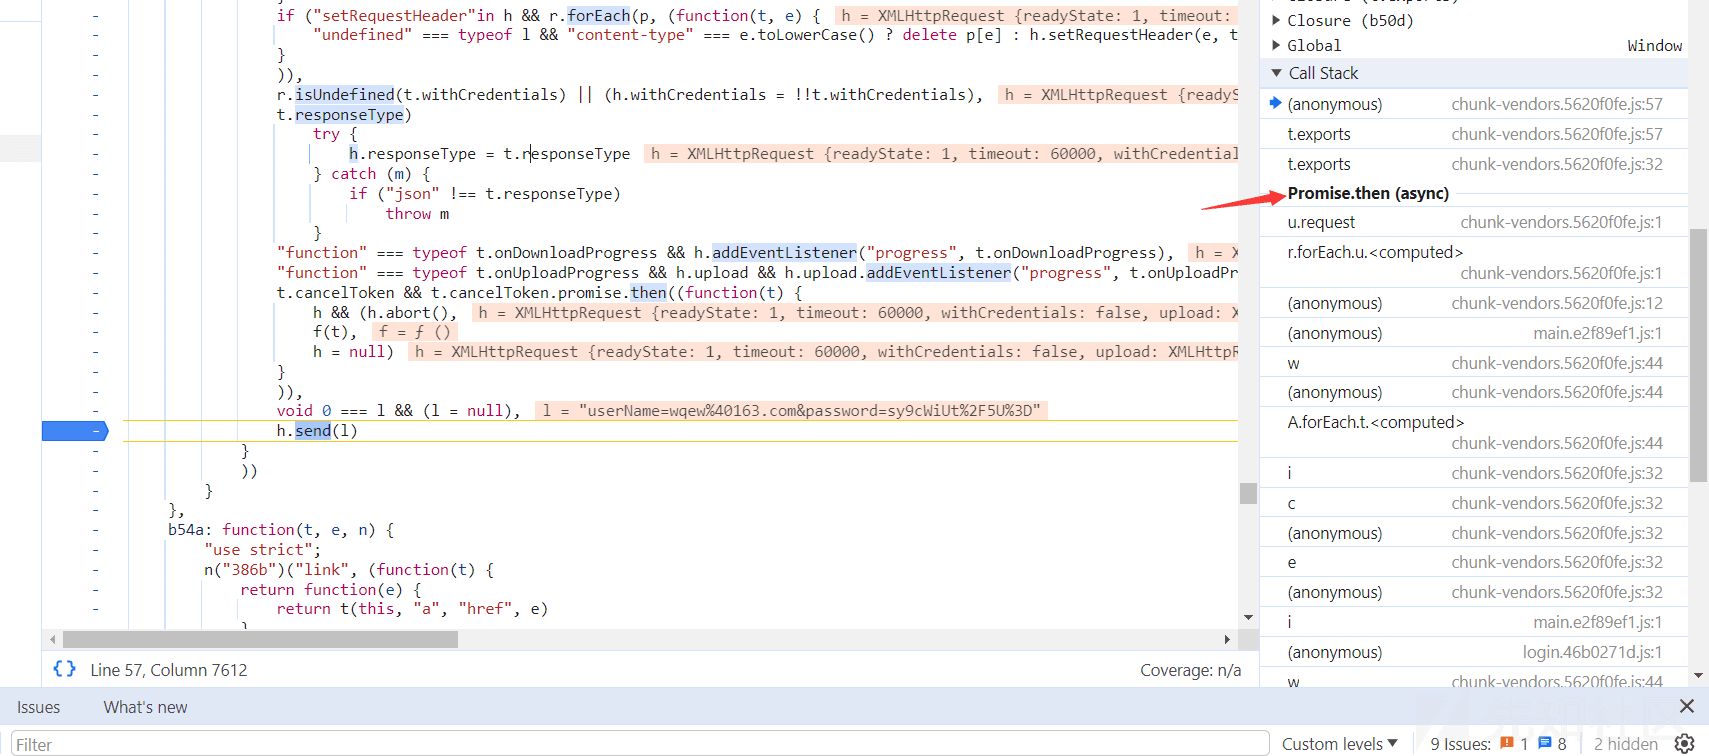 }
if ("setRequestHeader"in h && r.forEach(p, (function(t, e) { h = XMLHttpRequest {readyState: 1, timeout:
"undefined" === typeof l && "content-type" === e.toLowerCase() ? delete p[e] : h.setRequestHeader(e, t
}
)),
r.isUndefined(t.withCredentials) || (h.withCredentials = !!t.withCredentials), h = XMLHttpRequest {readyS
t.responseType)
try {
h.responseType = t.responseType h = XMLHttpRequest {readyState: 1, timeout: 60000, withCredential
} catch (m) {
if ("json" !== t.responseType)
throw m
}
"function" === typeof t.onDownloadProgress && h.addEventListener("progress", t.onDownloadProgress), h = X
"function" === typeof t.onUploadProgress && h.upload && h.upload.addEventListener("progress", t.onUploadPr
t.cancelToken && t.cancelToken.promise.then((function(t) {
h && (h.abort(), h = XMLHttpRequest {readyState: 1, timeout: 60000, withCredentials: false, upload: X
f(t), f = ƒ ()
h = null) h = XMLHttpRequest {readyState: 1, timeout: 60000, withCredentials: false, upload: XMLHttpR
}
)),
void 0 === l && (l = null), l = "userName=wqew%40163.com&password=sy9cWiUt%2F5U%3D"
h.send(l)
}
))
}
},
b54a: function(t, e, n) {
"use strict";
n("386b")("link", (function(t) {
return function(e) {
return t(this, "a", "href", e)
}
{} Line 57, Column 7612
Coverage: n/a
Closure (b50d)
Global Window
Call Stack
(anonymous) chunk-vendors.5620f0fe.js:57
t.exports chunk-vendors.5620f0fe.js:57
t.exports chunk-vendors.5620f0fe.js:32
Promise.then (async)
u.request chunk-vendors.5620f0fe.js:1
r.forEach.u.<computed>
chunk-vendors.5620f0fe.js:1
(anonymous) chunk-vendors.5620f0fe.js:12
(anonymous) main.e2f89ef1.js:1
w chunk-vendors.5620f0fe.js:44
(anonymous) chunk-vendors.5620f0fe.js:44
A.forEach.t.<computed>
chunk-vendors.5620f0fe.js:44
i chunk-vendors.5620f0fe.js:32
c chunk-vendors.5620f0fe.js:32
(anonymous) chunk-vendors.5620f0fe.js:32
e chunk-vendors.5620f0fe.js:32
(anonymous) chunk-vendors.5620f0fe.js:32
i main.e2f89ef1.js:1
(anonymous) login.46b0271d.js:1
w chunk-vendors.5620f0fe.js:44
Issues What's new
Filter
Custom levels
9 Issues: 1 8
2 hidden